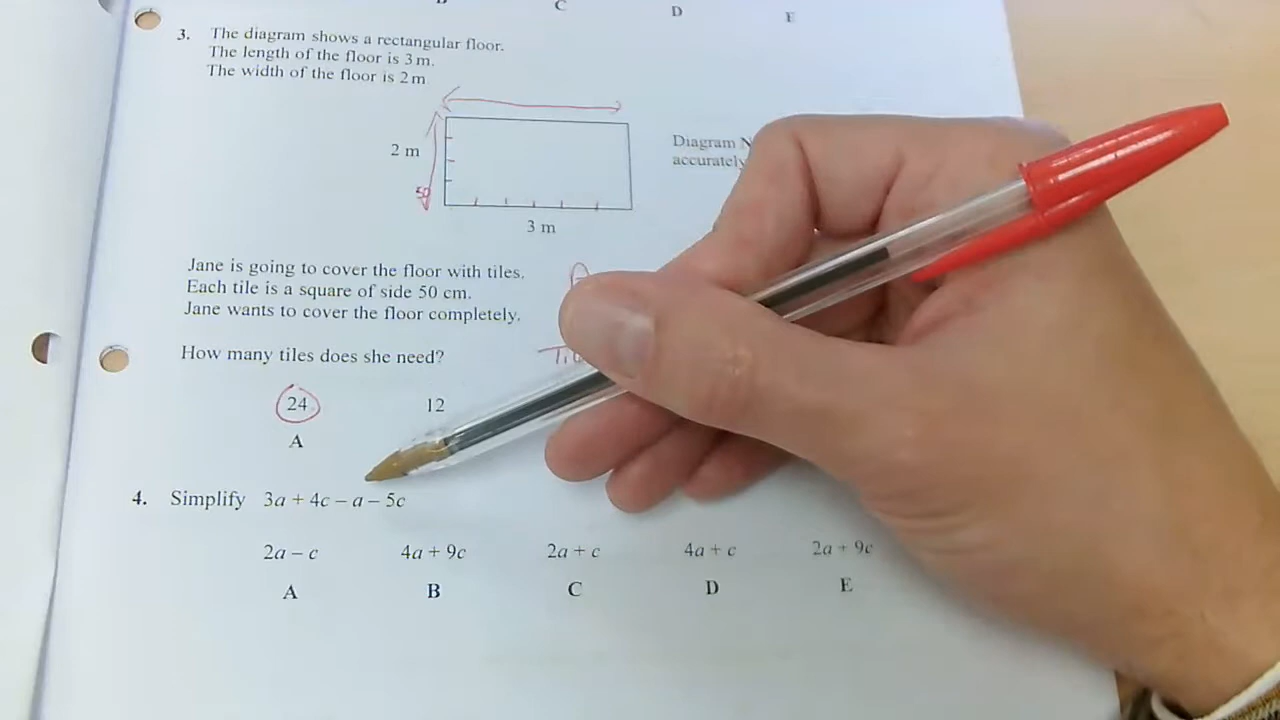 C D E
3. The diagram shows a rectangular floor.
The length of the floor is 3 m.
The width of the floor is 2 m
2 m
Diagram
accurately
50
3 m
Jane is going to cover the floor with tiles.
Each tile is a square of side 50 cm.
Jane wants to cover the floor completely.
How many tiles does she need?
24 12
A
4. Simplify 3a + 4c – a – 5c
2a – c 4a + 9c 2a + c 4a + c 2a + 9c
A B C D E